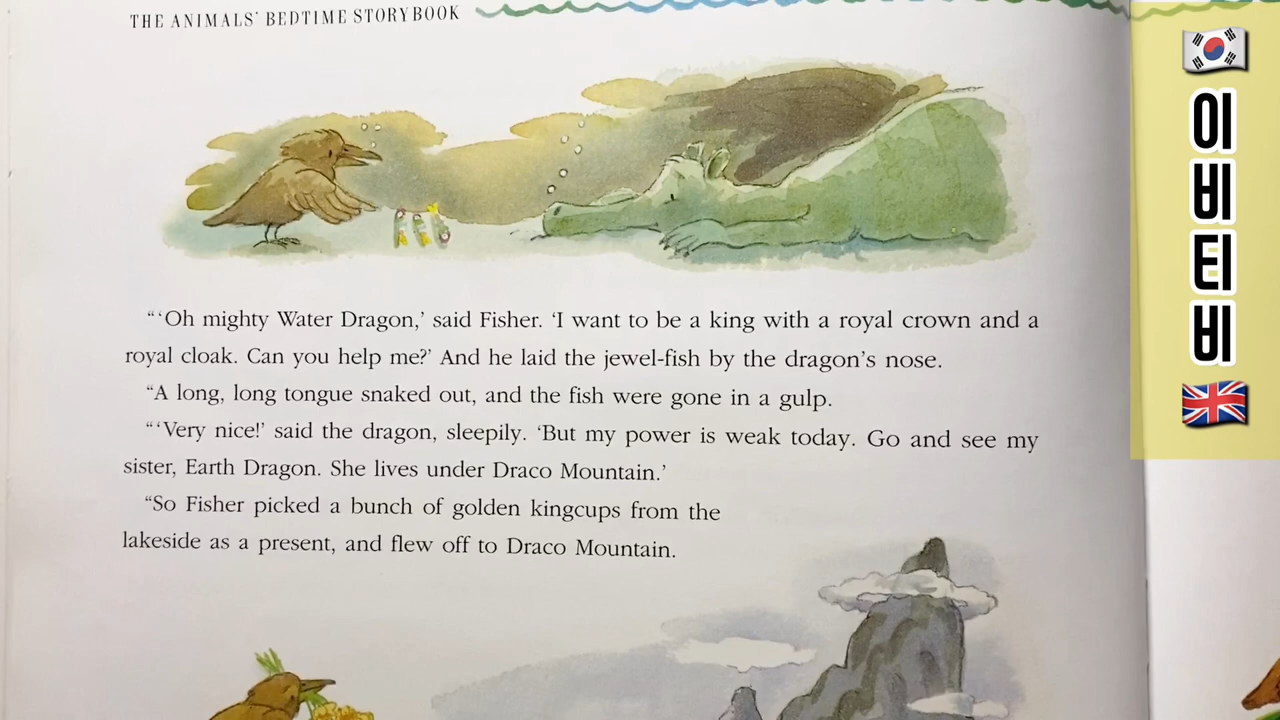 THE ANIMALS' BEDTIME STORYBOOK
“‘Oh mighty Water Dragon,’ said Fisher. ‘I want to be a king with a royal crown and a
royal cloak. Can you help me?’ And he laid the jewel-fish by the dragon’s nose.
“A long, long tongue snaked out, and the fish were gone in a gulp.
“‘Very nice!’ said the dragon, sleepily. ‘But my power is weak today. Go and see my
sister, Earth Dragon. She lives under Draco Mountain.’
“So Fisher picked a bunch of golden kingcups from the
lakeside as a present, and flew off to Draco Mountain.
이비티비